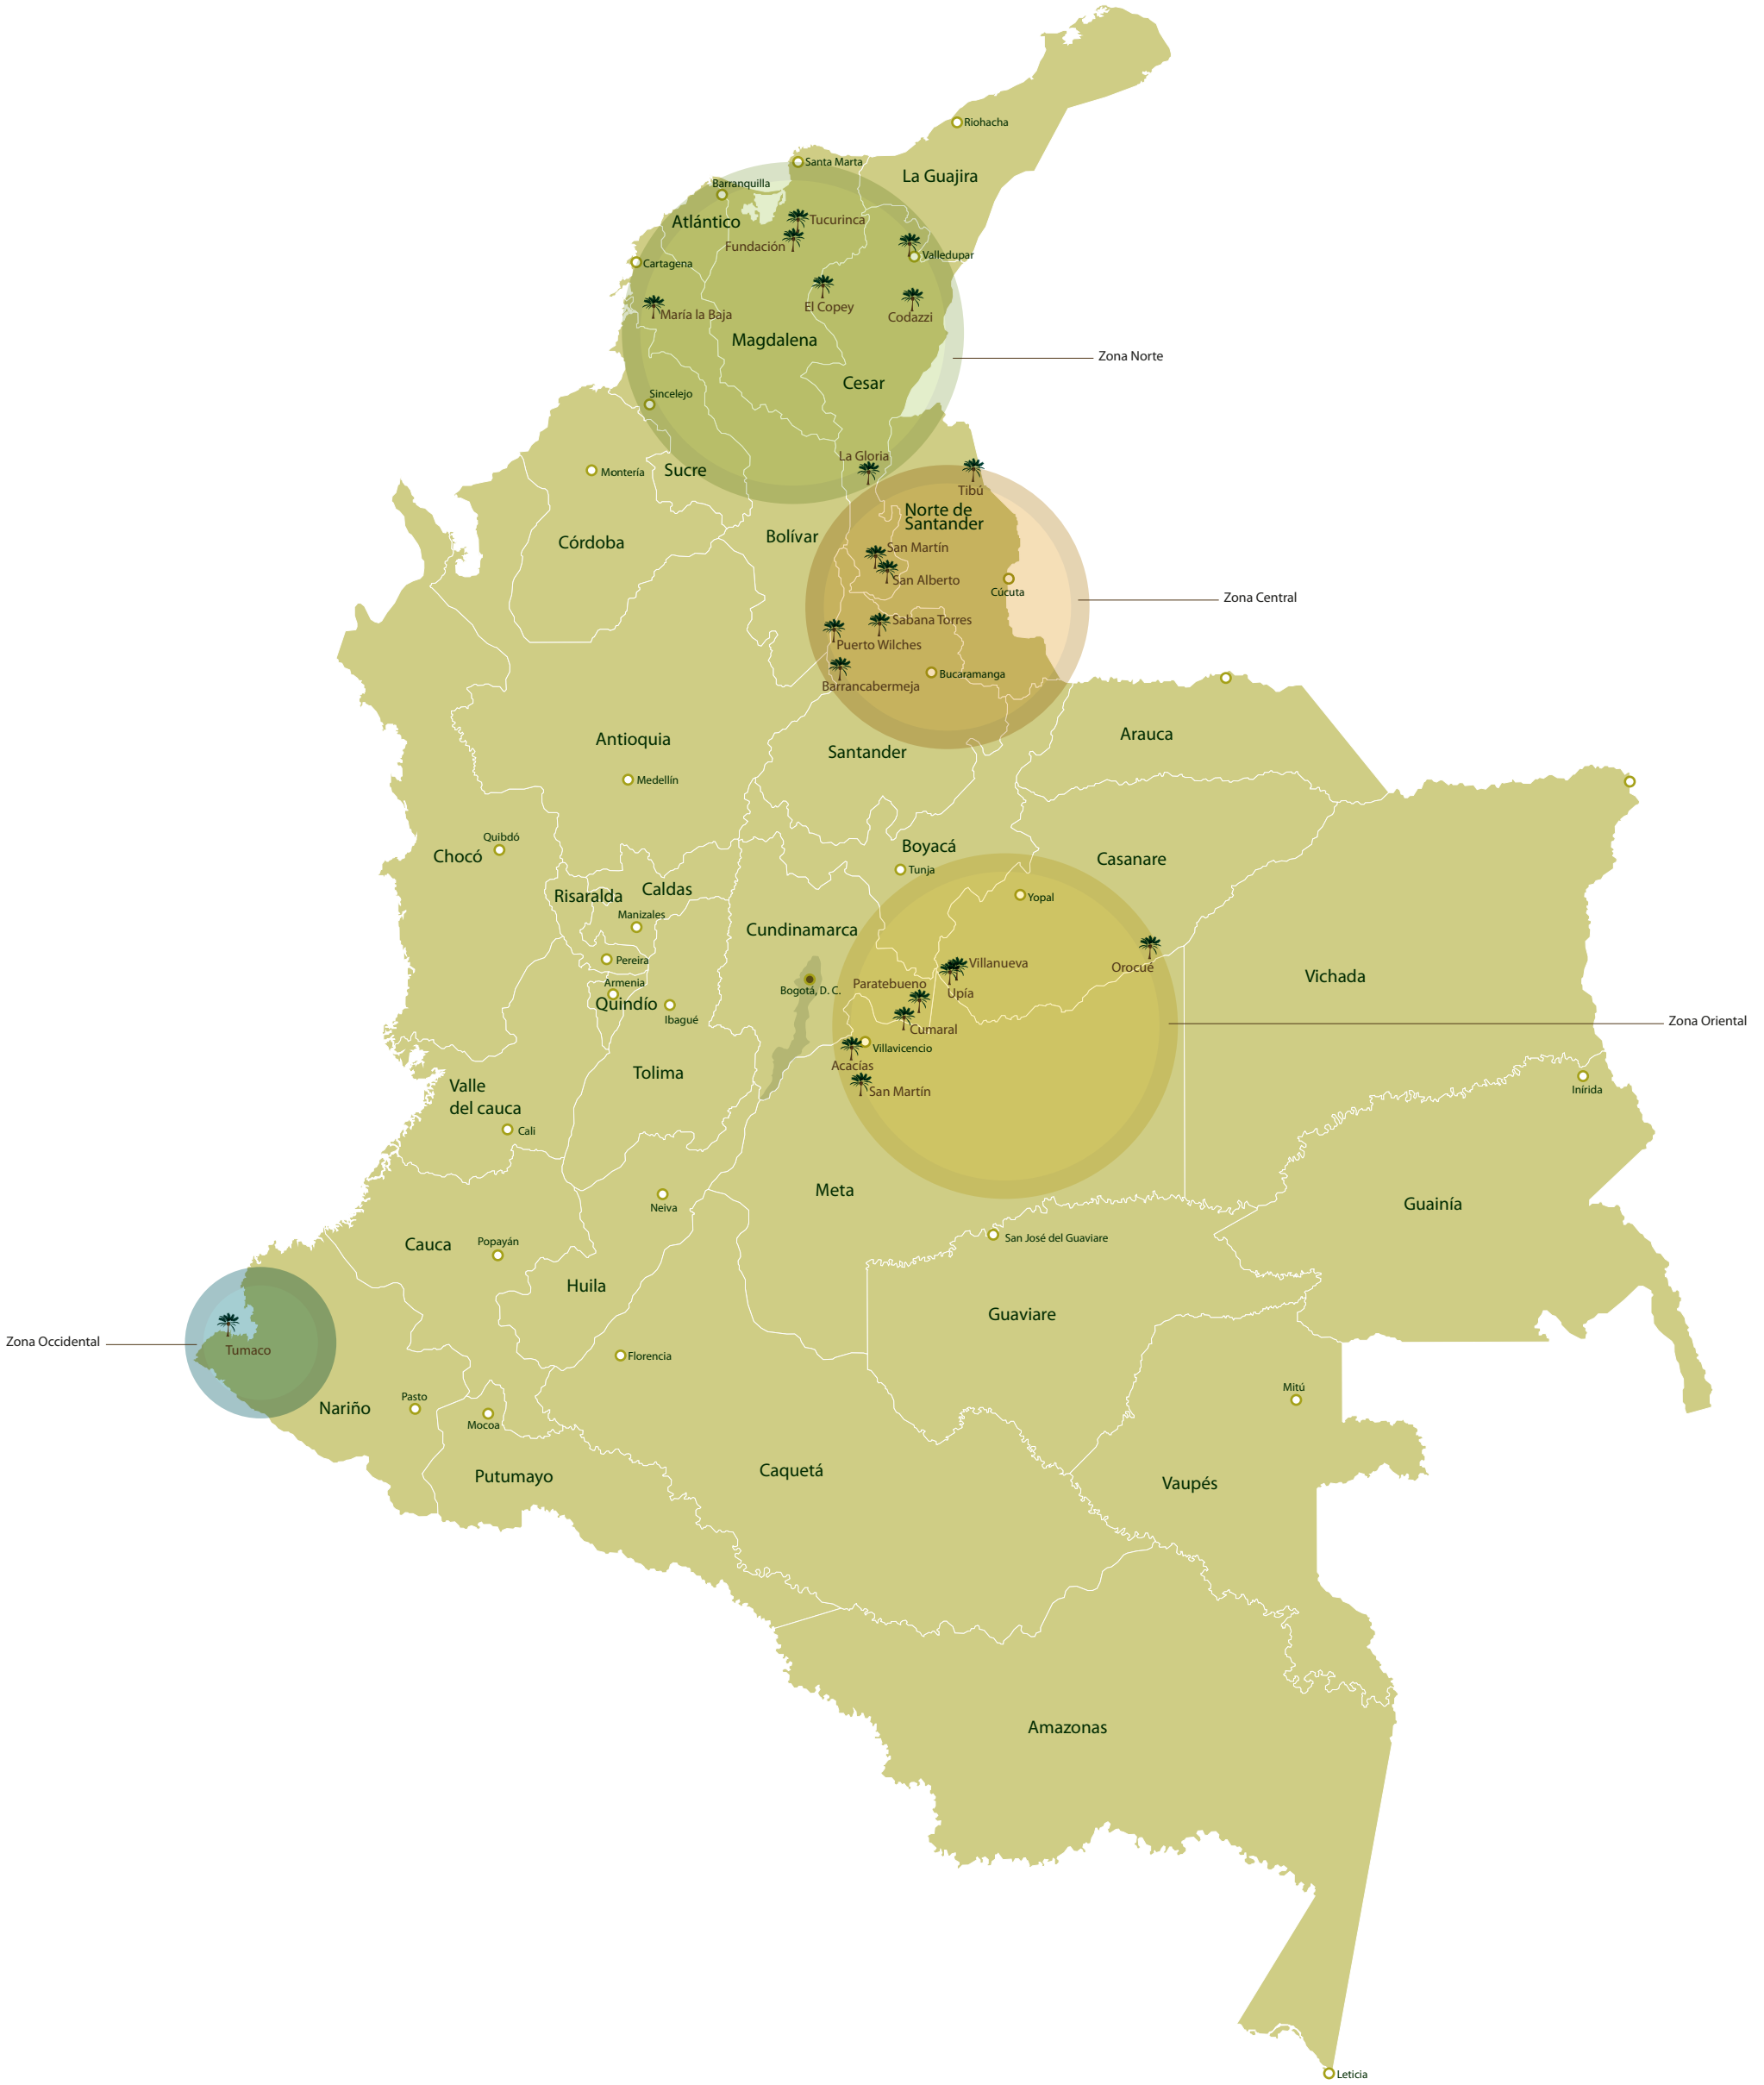 Riohacha
Santa Marta
La Guajira
Barranquilla
Atlántico
Tucurinca
Fundación
Valledupar
Cartagena
El Copey
María la Baja
Codazzi
Magdalena
Zona Norte
Cesar
Sincelejo
La Gloria
Montería
Sucre
Tibú
Norte de
Santander
Bolívar
Córdoba
San Martín
San Alberto
Cúcuta
Zona Central
Sabana Torres
Puerto Wilches
Bucaramanga
Barrancabermeja
Arauca
Antioquia
Santander
Medellín
Quibdó
Chocó
Boyacá
Casanare
Tunja
Caldas
Risaralda
Yopal
Manizales
Cundinamarca
Pereira
Villanueva
Orocué
Vichada
Armenia
Paratebueno
Bogotá, D. C.
Upía
Quindío
Ibagué
Zona Oriental
Cumaral
Villavicencio
Acacías
Tolima
Valle
del cauca
San Martín
Inírida
Cali
Meta
Neiva
Guainía
San José del Guaviare
Cauca
Popayán
Huila
Guaviare
Zona Occidental
Tumaco
Florencia
Mitú
Pasto
Nariño
Mocoa
Caquetá
Putumayo
Vaupés
Amazonas
Leticia